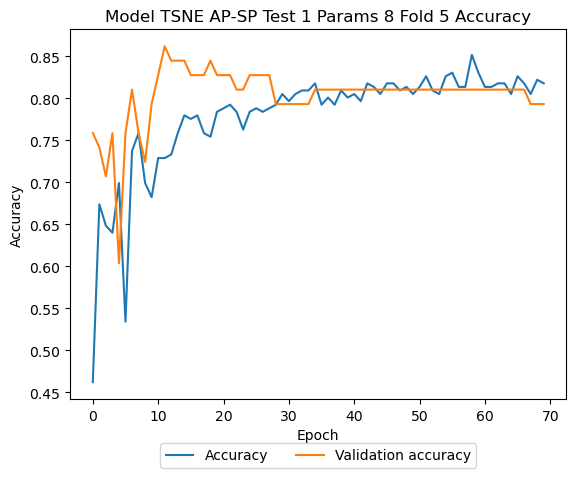 Model TSNE AP-SP Test 1 Params 8 Fold 5 Accuracy
0.85
0.80
0.75
0.70
0.65
0.60
0.55
0.50
0.45
Accuracy
0 10 20 30 40 50 60 70
Epoch
Accuracy Validation accuracy